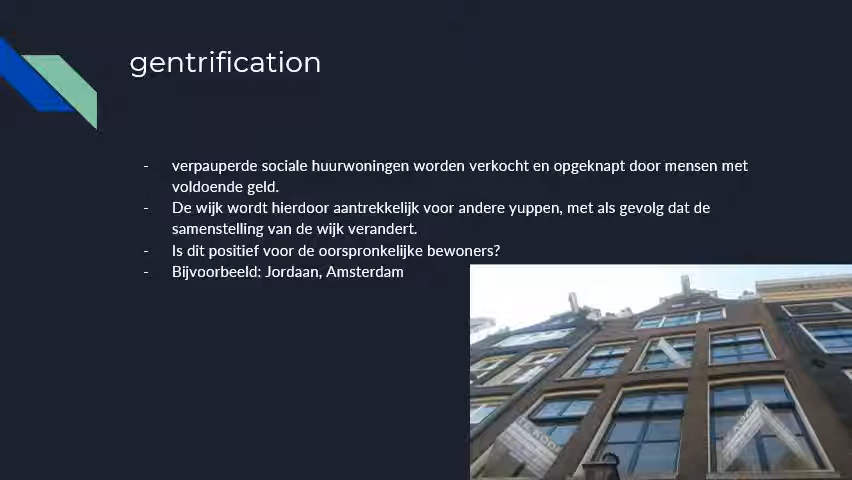 gentrification
- verpauperde sociale huurwoningen worden verkocht en opgeknapt door mensen met
voldoende geld.
- De wijk wordt hierdoor aantrekkelijk voor andere yuppen, met als gevolg dat de
samenstelling van de wijk verandert.
- Is dit positief voor de oorspronkelijke bewoners?
- Bijvoorbeeld: Jordaan, Amsterdam
TE KOOP